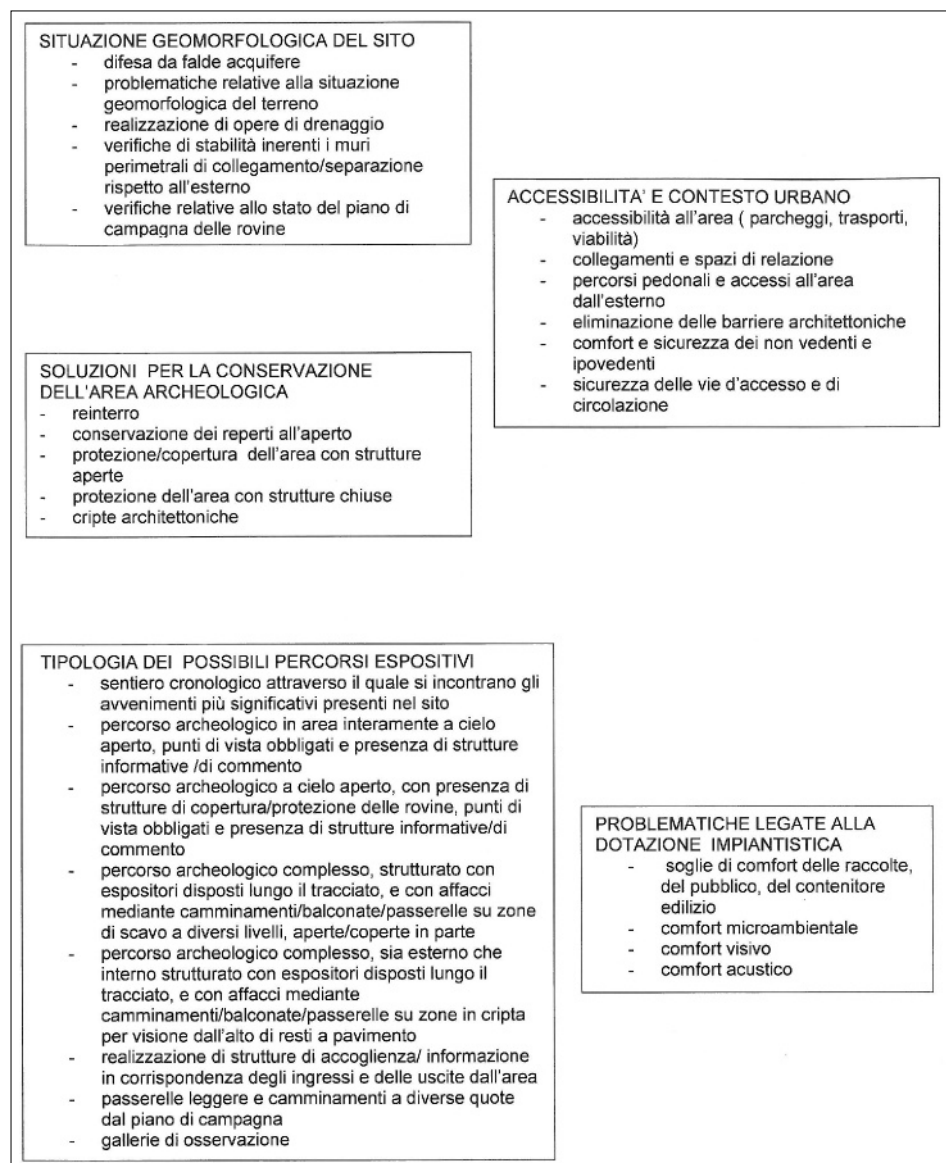 SITUAZIONE GEOMORFOLOGICA DEL SITO
- difesa da falde acquifere
- problematiche relative alla situazione
geomorfologica del terreno
- realizzazione di opere di drenaggio
- verifiche di stabilità inerenti i muri
perimetrali di collegamento/separazione
rispetto all'esterno
- verifiche relative allo stato del piano di
campagna delle rovine
ACCESSIBILITA' E CONTESTO URBANO
- accessibilità all'area ( parcheggi, trasporti,
viabilità)
- collegamenti e spazi di relazione
- percorsi pedonali e accessi all'area
dall'esterno
- eliminazione delle barriere architettoniche
- comfort e sicurezza dei non vedenti e
ipovedenti
- sicurezza delle vie d'accesso e di
circolazione
SOLUZIONI PER LA CONSERVAZIONE
DELL'AREA ARCHEOLOGICA
- reinterro
- conservazione dei reperti all'aperto
- protezione/copertura dell'area con strutture
aperte
- protezione dell'area con strutture chiuse
- cripte architettoniche
TIPOLOGIA DEI POSSIBILI PERCORSI ESPOSITIVI
- sentiero cronologico attraverso il quale si incontrano gli
avvenimenti più significativi presenti nel sito
- percorso archeologico in area interamente a cielo
aperto, punti di vista obbligati e presenza di strutture
informative /di commento
- percorso archeologico a cielo aperto, con presenza di
strutture di copertura/protezione delle rovine, punti di
vista obbligati e presenza di strutture informative/di
commento
- percorso archeologico complesso, strutturato con
espositori disposti lungo il tracciato, e con affacci
mediante camminamenti/balconate/passerelle su zone
di scavo a diversi livelli, aperte/coperte in parte
- percorso archeologico complesso, sia esterno che
interno strutturato con espositori disposti lungo il
tracciato, e con affacci mediante
camminamenti/balconate/passerelle su zone in cripta
per visione dall'alto di resti a pavimento
- realizzazione di strutture di accoglienza/ informazione
in corrispondenza degli ingressi e delle uscite dall'area
- passerelle leggere e camminamenti a diverse quote
dal piano di campagna
- gallerie di osservazione
PROBLEMATICHE LEGATE ALLA
DOTAZIONE IMPIANTISTICA
- soglie di comfort delle raccolte,
del pubblico, del contenitore
edilizio
- comfort microambientale
- comfort visivo
- comfort acustico